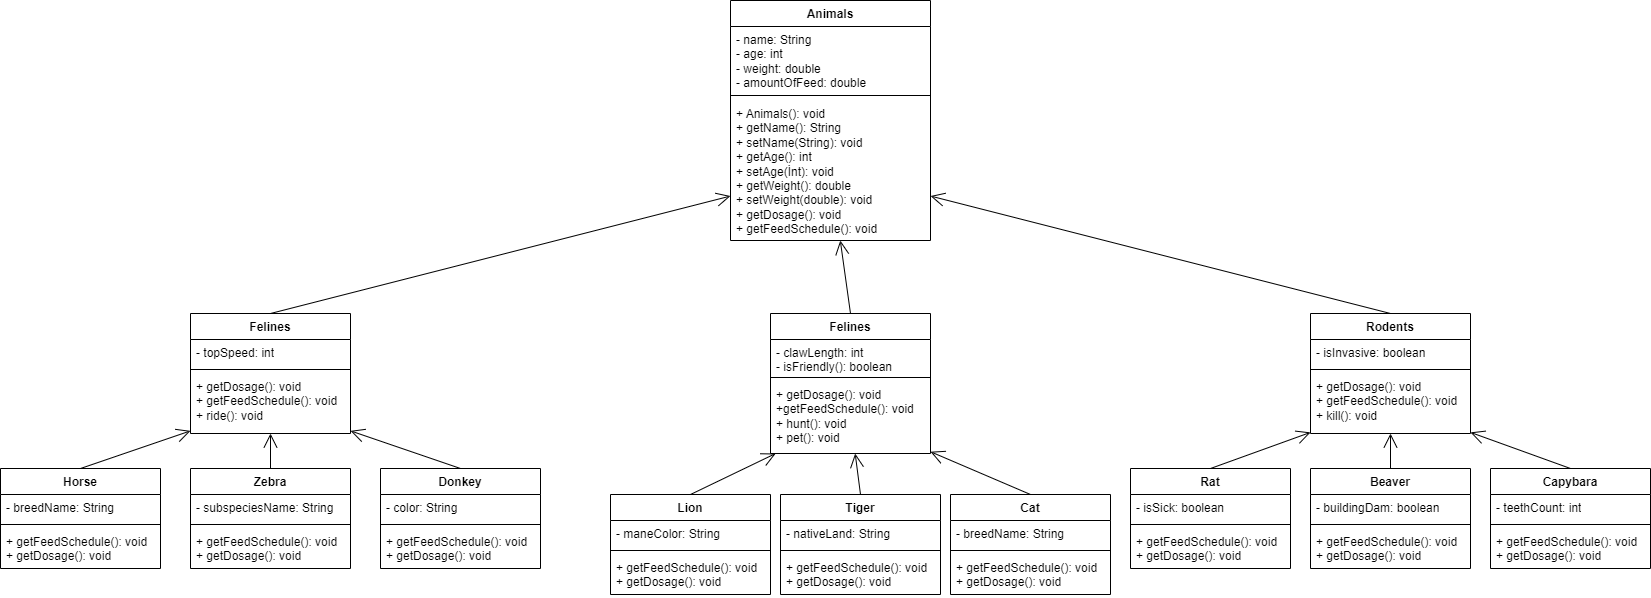 Animals
- name: String
- age: int
- weight: double
- amountOfFeed: double
+ Animals(): void
+ getName(): String
+ setName(String): void
+ getAge(): int
+ setAge(İnt): void
+ getWeight(): double
+ setWeight(double): void
+ getDosage(): void
+ getFeedSchedule(): void
Felines
- topSpeed: int
+ getDosage(): void
+ getFeedSchedule(): void
+ ride(): void
Felines
- clawLength: int
- isFriendly(): boolean
+ getDosage(): void
+getFeedSchedule(): void
+ hunt(): void
+ pet(): void
Rodents
- isInvasive: boolean
+ getDosage(): void
+ getFeedSchedule(): void
+ kill(): void
Horse
- breedName: String
+ getFeedSchedule(): void
+ getDosage(): void
Zebra
- subspeciesName: String
+ getFeedSchedule(): void
+ getDosage(): void
Donkey
- color: String
+ getFeedSchedule(): void
+ getDosage(): void
Lion
- maneColor: String
+ getFeedSchedule(): void
+ getDosage(): void
Tiger
- nativeLand: String
+ getFeedSchedule(): void
+ getDosage(): void
Cat
- breedName: String
+ getFeedSchedule(): void
+ getDosage(): void
Rat
- isSick: boolean
+ getFeedSchedule(): void
+ getDosage(): void
Beaver
- buildingDam: boolean
+ getFeedSchedule(): void
+ getDosage(): void
Capybara
- teethCount: int
+ getFeedSchedule(): void
+ getDosage(): void